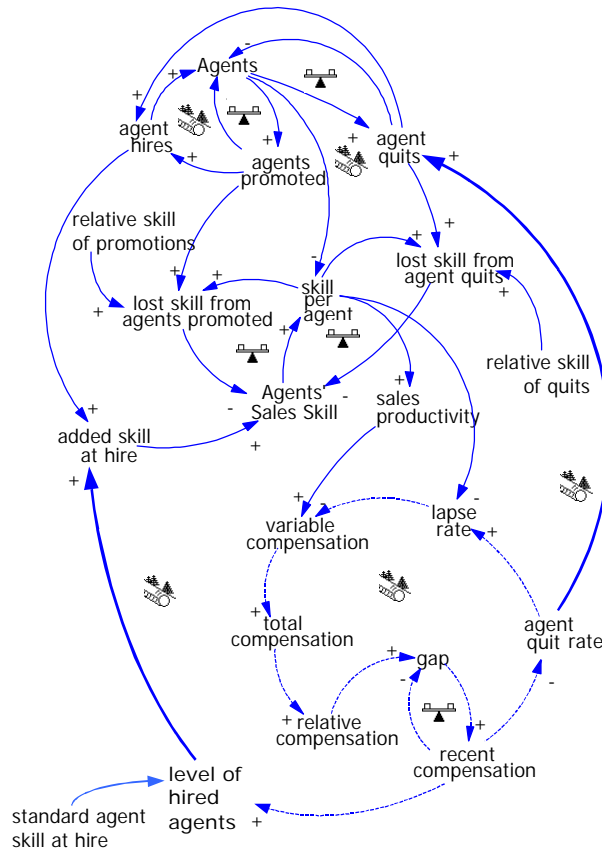 -
Agents
+
+
agent
hires
agent
quits
+
+
+
+
agents
promoted
relative skill
of promotions
+
+
+
-
lost skill from
agent quits
+
+
+
skill
per
agent
lost skill from
agents promoted
+
+
relative skill
of quits
-
Agents'
Sales Skill
-
+
sales
productivity
+
+
added skill
at hire
+
+
-
variable
compensation
-
lapse
rate
+
+
total
compensation
agent
quit rate
+
gap
-
-
+
relative
compensation
+
recent
compensation
level of
hired
agents
+
standard agent
skill at hire